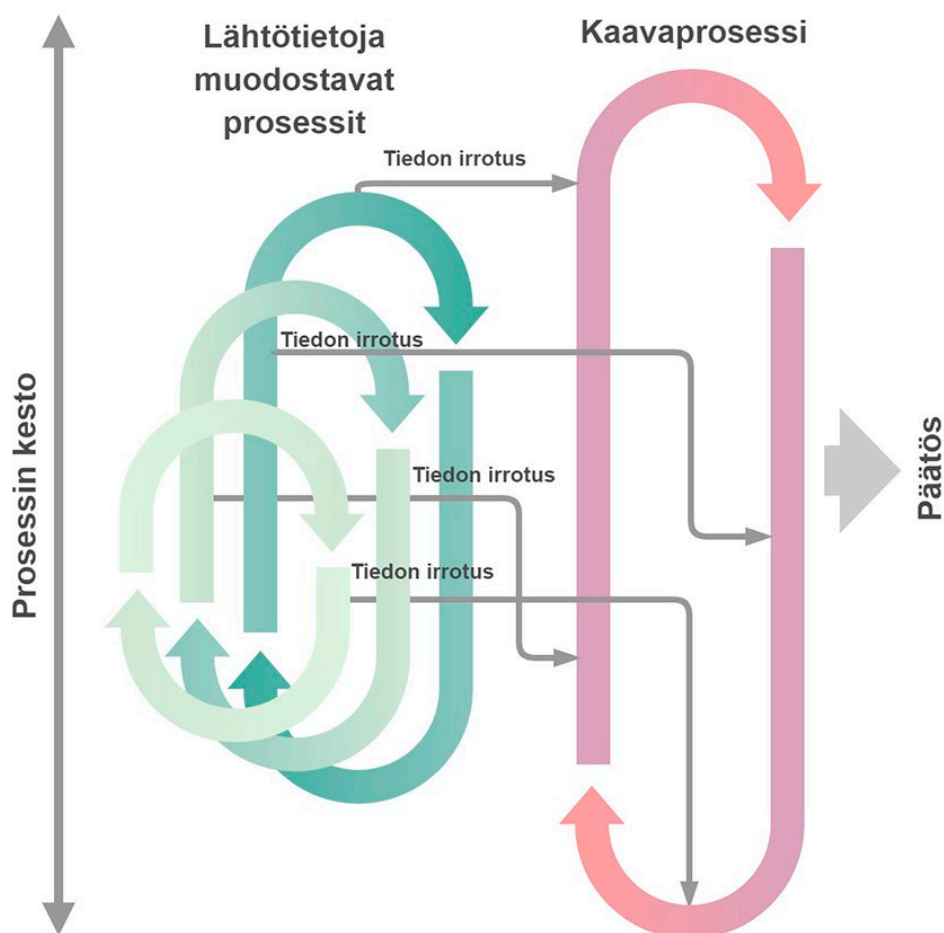 Lähtötietoja
muodostavat
prosessit
Kaavaprosessi
Tiedon irrotus
Tiedon irrotus
Tiedon irrotus
Tiedon irrotus
Prosessin kesto
Päätös